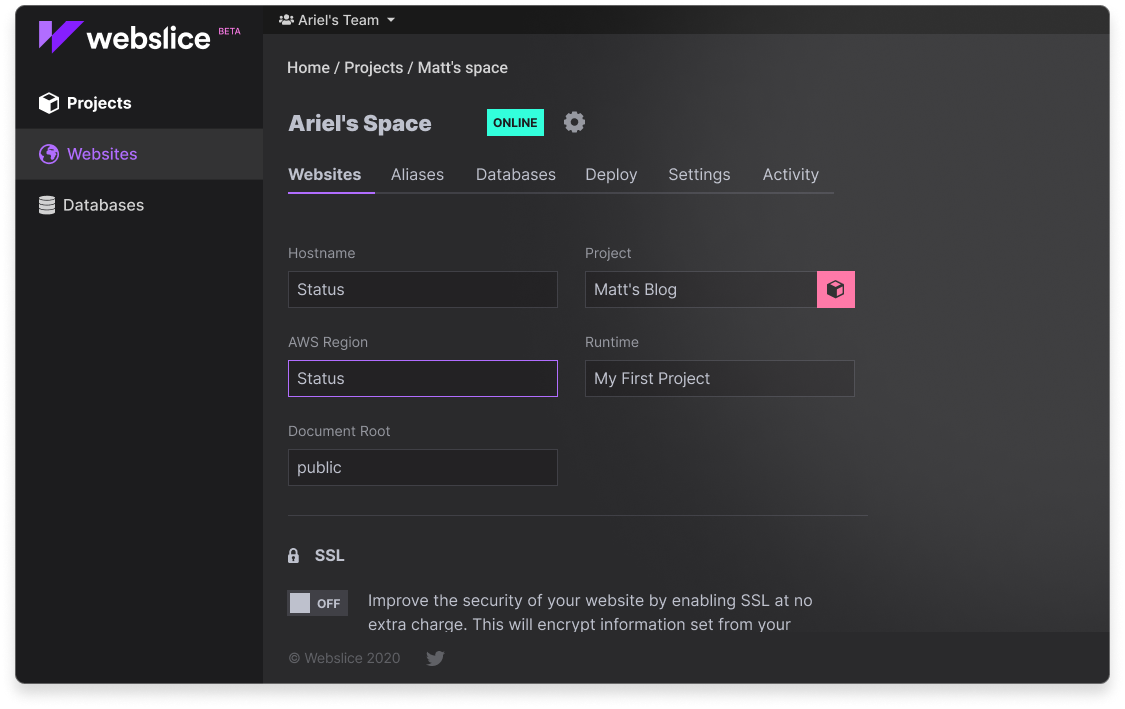 webslice BETA
Ariel's Team
Projects
Websites
Databases
Home / Projects / Matt's space
Ariel's Space ONLINE
Websites Aliases Databases Deploy Settings Activity
Hostname Project
Status Matt's Blog
AWS Region Runtime
Status My First Project
Document Root
public
SSL
OFF Improve the security of your website by enabling SSL at no
extra charge. This will encrypt information set from your
© Webslice 2020